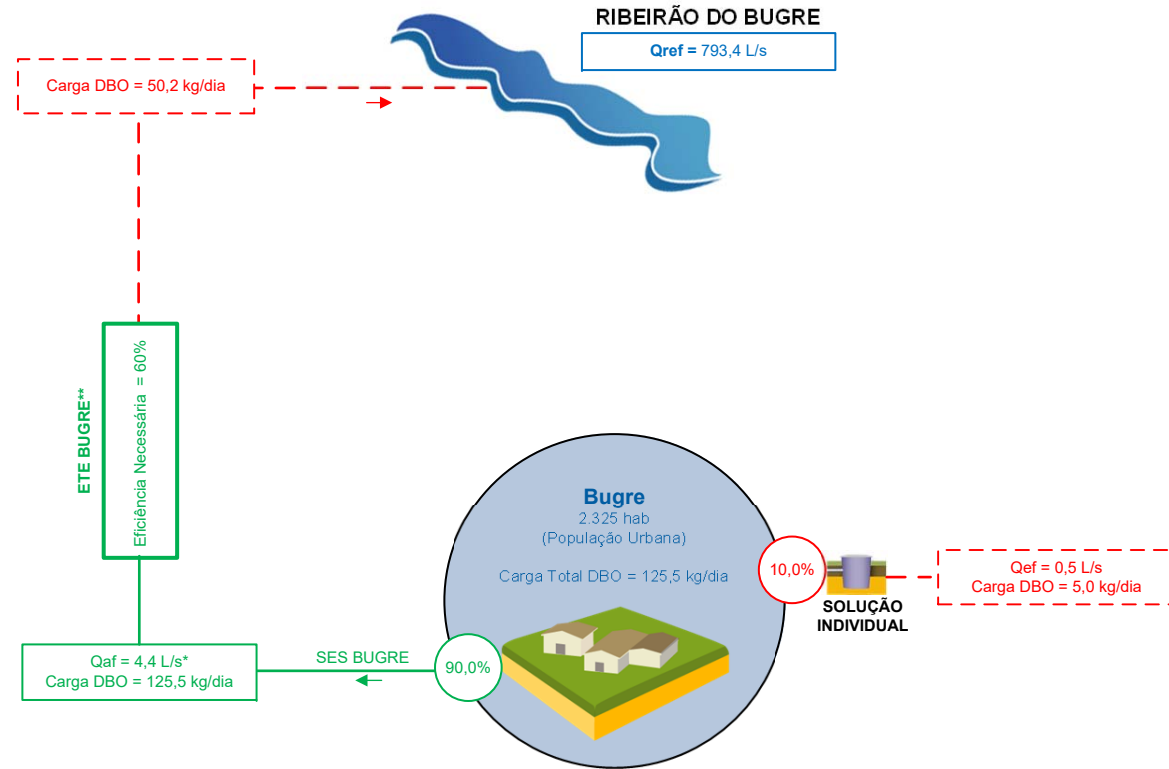 RIBEIRÃO DO BUGRE
Qref = 793,4 L/s
Carga DBO = 50,2 kg/dia
ETE BUGRE**
Eficiência Necessária = 60%
Bugre
2.325 hab
(População Urbana)
Carga Total DBO = 125,5 kg/dia
10,0%
SOLUÇÃO
INDIVIDUAL
Qef = 0,5 L/s
Carga DBO = 5,0 kg/dia
90,0%
SES BUGRE
Qaf = 4,4 L/s*
Carga DBO = 125,5 kg/dia